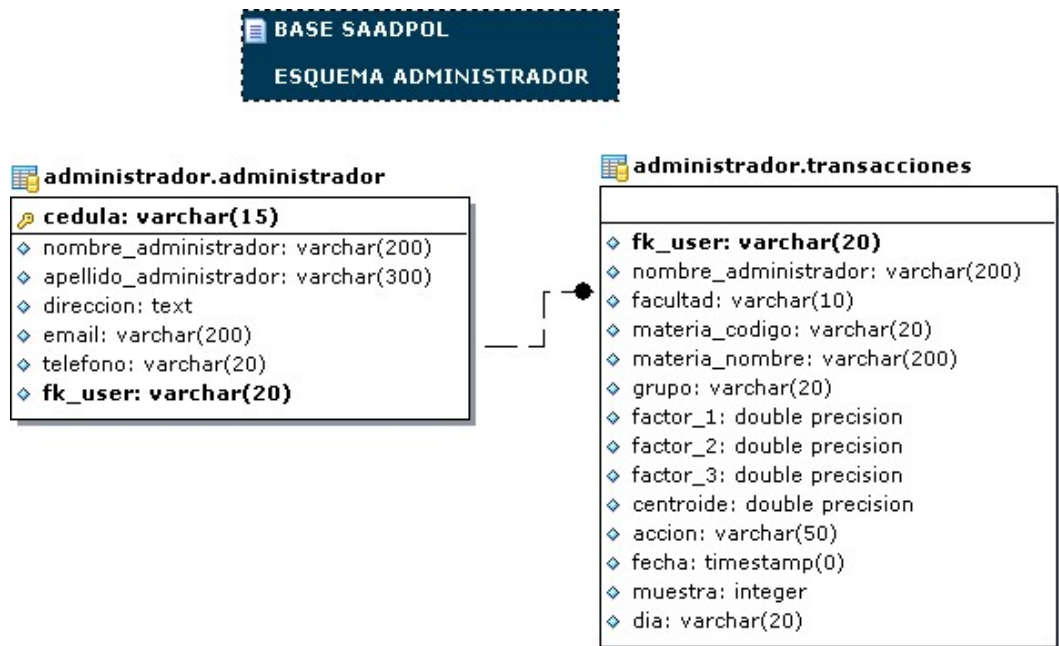 BASE SAADPOL
ESQUEMA ADMINISTRADOR
administrador.administrador
cedula: varchar(15)
nombre_administrador: varchar(200)
apellido_administrador: varchar(300)
direccion: text
email: varchar(200)
telefono: varchar(20)
fk_user: varchar(20)
administrador.transacciones
fk_user: varchar(20)
nombre_administrador: varchar(200)
facultad: varchar(10)
materia_codigo: varchar(20)
materia_nombre: varchar(200)
grupo: varchar(20)
factor_1: double precision
factor_2: double precision
factor_3: double precision
centroide: double precision
accion: varchar(50)
fecha: timestamp(0)
muestra: integer
dia: varchar(20)